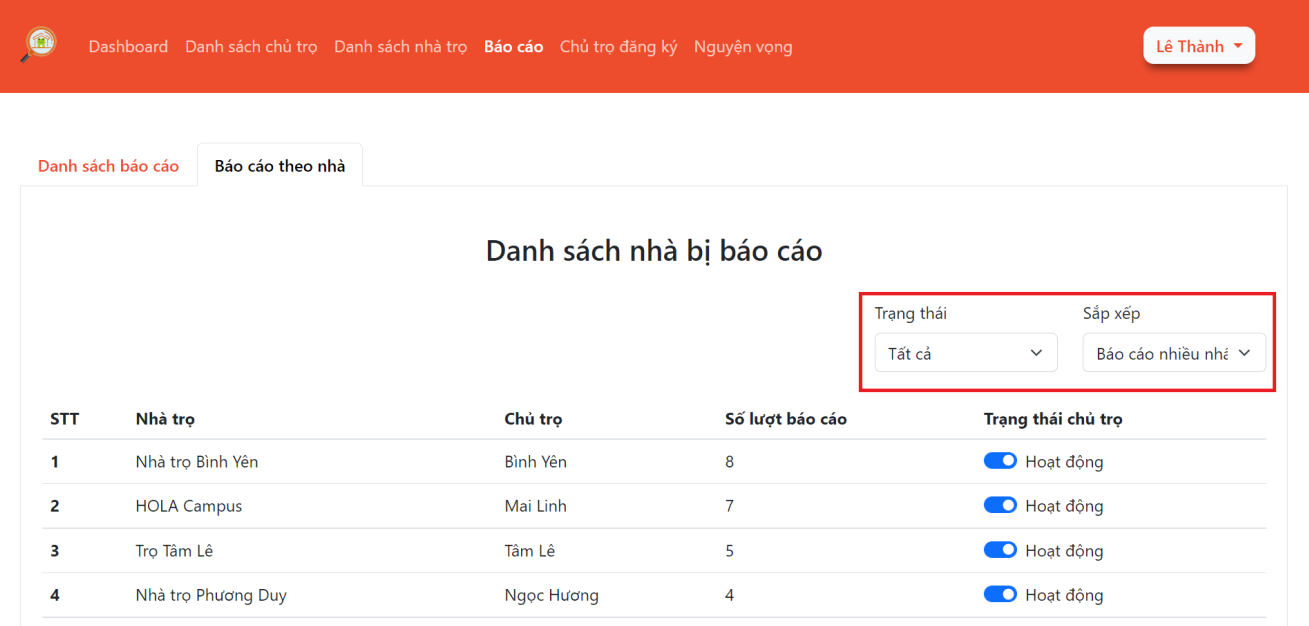 Dashboard Danh sách chủ trọ Danh sách nhà trọ Báo cáo Chủ trọ đăng ký Nguyện vọng Lê Thành
Danh sách báo cáo Báo cáo theo nhà
Danh sách nhà bị báo cáo
Trạng thái Sắp xếp
Tất cả Báo cáo nhiều
STT Nhà trọ Chủ trọ Số lượt báo cáo Trạng thái chủ trọ
1 Nhà trọ Bình Yên Bình Yên 8 Hoạt động
2 HOLA Campus Mai Linh 7 Hoạt động
3 Trọ Tâm Lê Tâm Lê 5 Hoạt động
4 Nhà trọ Phương Duy Ngọc Hương 4 Hoạt động